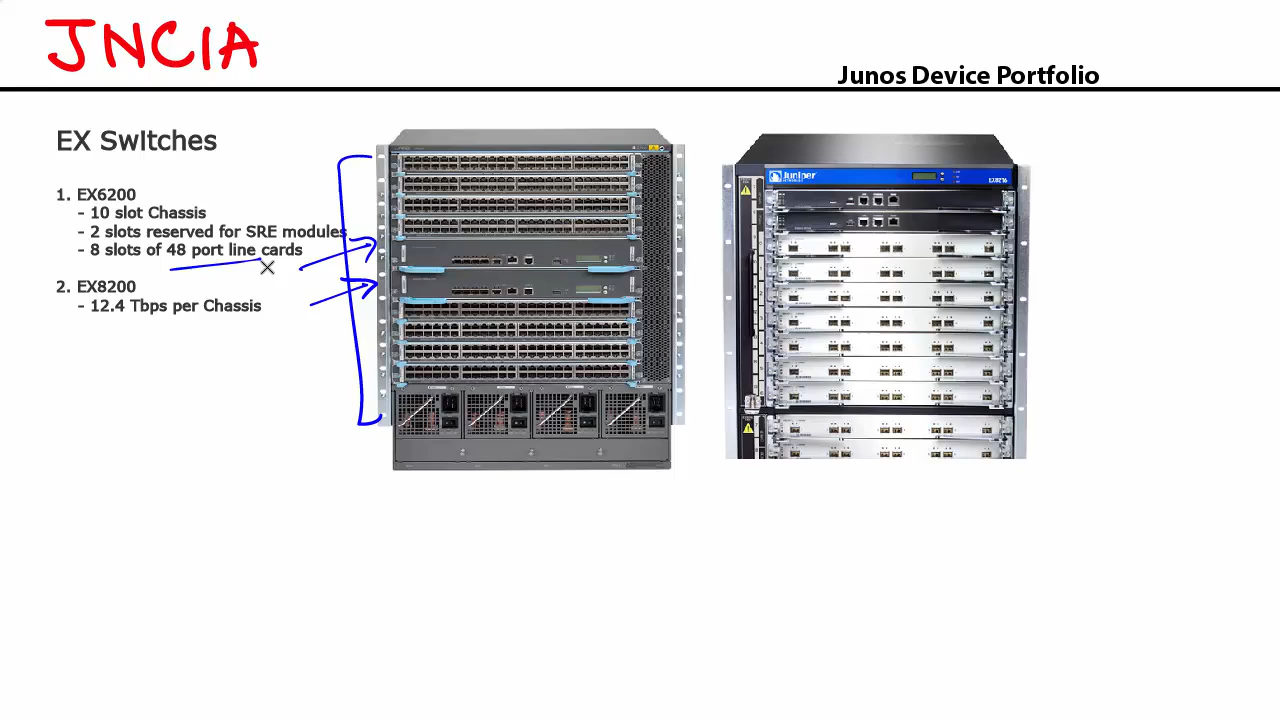 JNCIA
Junos Device Portfolio
EX Switches
1. EX6200
- 10 slot Chassis
- 2 slots reserved for SRE modules
- 8 slots of 48 port line cards
2. EX8200
- 12.4 Tbps per Chassis
Juniper
NETWORKS